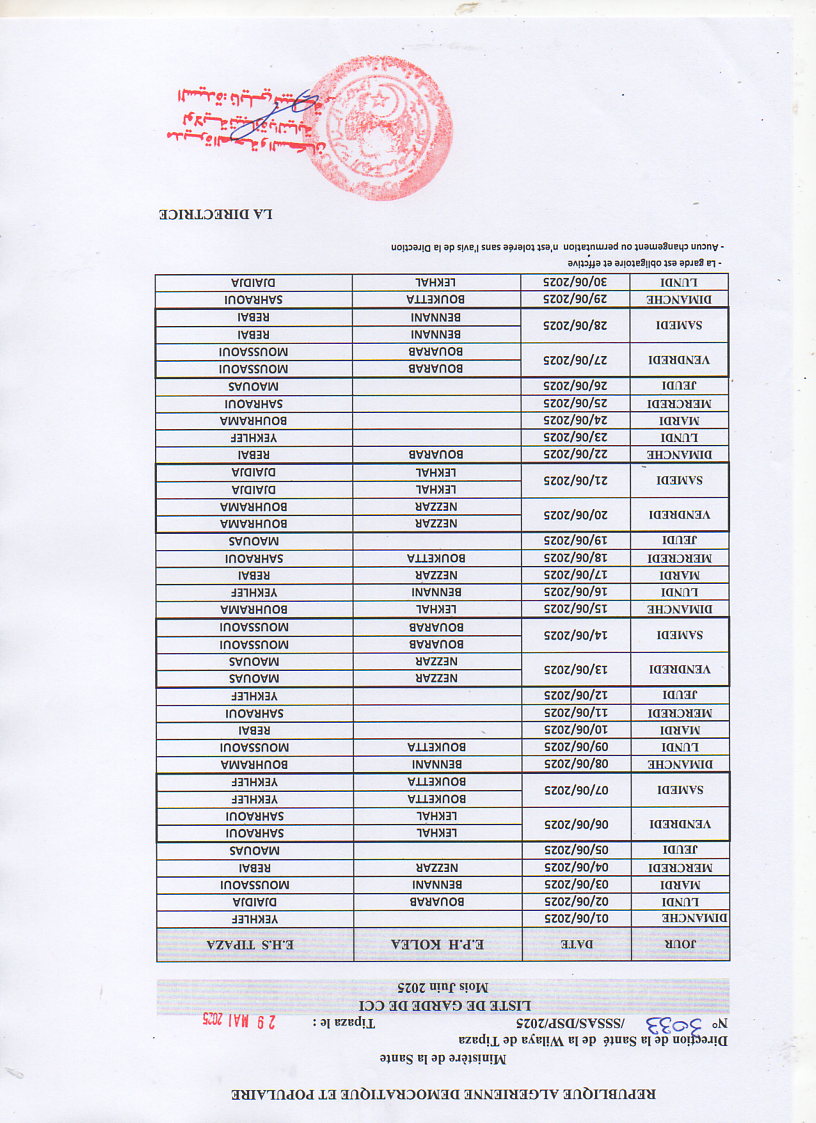 REPUBLIQUE ALGERIENNE DEMOCRATIQUE ET POPULAIRE
Ministère de la Sante
Direction de la Santé de la Wilaya de Tipaza
N° 3033 /SSSAS/DSP/2025 Tipaza le : 29 MAI 2025
LISTE DE GARDE DE CCI
Mois Juin 2025
JOUR DATE E.P.H KOLEA E.H.S TIPAZA
DIMANCHE 01/06/2025 YEKHLEF
LUNDI 02/06/2025 BOUARAB DJAIDJA
MARDI 03/06/2025 BENNANI MOUSSAOUI
MERCREDI 04/06/2025 NEZZAR REBAI
JEUDI 05/06/2025 MAOUAS
VENDREDI 06/06/2025 LEKHAL SAHRAOUI
LEKHAL SAHRAOUI
SAMEDI 07/06/2025 BOUKETTA YEKHLEF
BOUKETTA YEKHLEF
DIMANCHE 08/06/2025 BENNANI BOUHRAMA
LUNDI 09/06/2025 BOUKETTA MOUSSAOUI
MARDI 10/06/2025 REBAI
MERCREDI 11/06/2025 SAHRAOUI
JEUDI 12/06/2025 YEKHLEF
VENDREDI 13/06/2025 NEZZAR MAOUAS
NEZZAR MAOUAS
SAMEDI 14/06/2025 BOUARAB MOUSSAOUI
BOUARAB MOUSSAOUI
DIMANCHE 15/06/2025 LEKHAL BOUHRAMA
LUNDI 16/06/2025 BENNANI YEKHLEF
MARDI 17/06/2025 NEZZAR REBAI
MERCREDI 18/06/2025 BOUKETTA SAHRAOUI
JEUDI 19/06/2025 MAOUAS
VENDREDI 20/06/2025 NEZZAR BOUHRAMA
NEZZAR BOUHRAMA
SAMEDI 21/06/2025 LEKHAL DJAIDJA
LEKHAL DJAIDJA
DIMANCHE 22/06/2025 BOUARAB REBAI
LUNDI 23/06/2025 YEKHLEF
MARDI 24/06/2025 BOUHRAMA
MERCREDI 25/06/2025 SAHRAOUI
JEUDI 26/06/2025 MAOUAS
VENDREDI 27/06/2025 BOUARAB MOUSSAOUI
BOUARAB MOUSSAOUI
SAMEDI 28/06/2025 BENNANI REBAI
BENNANI REBAI
DIMANCHE 29/06/2025 BOUKETTA SAHRAOUI
LUNDI 30/06/2025 LEKHAL DJAIDJA
- La garde est obligatoire et effctive
- Aucun changement ou permutation n'est tolerée sans l'avis de la Direction
LA DIRECTRICE
مديرة الصحة والسكان
لولاية تيبازة بالنيابة
السيدة: نايلي